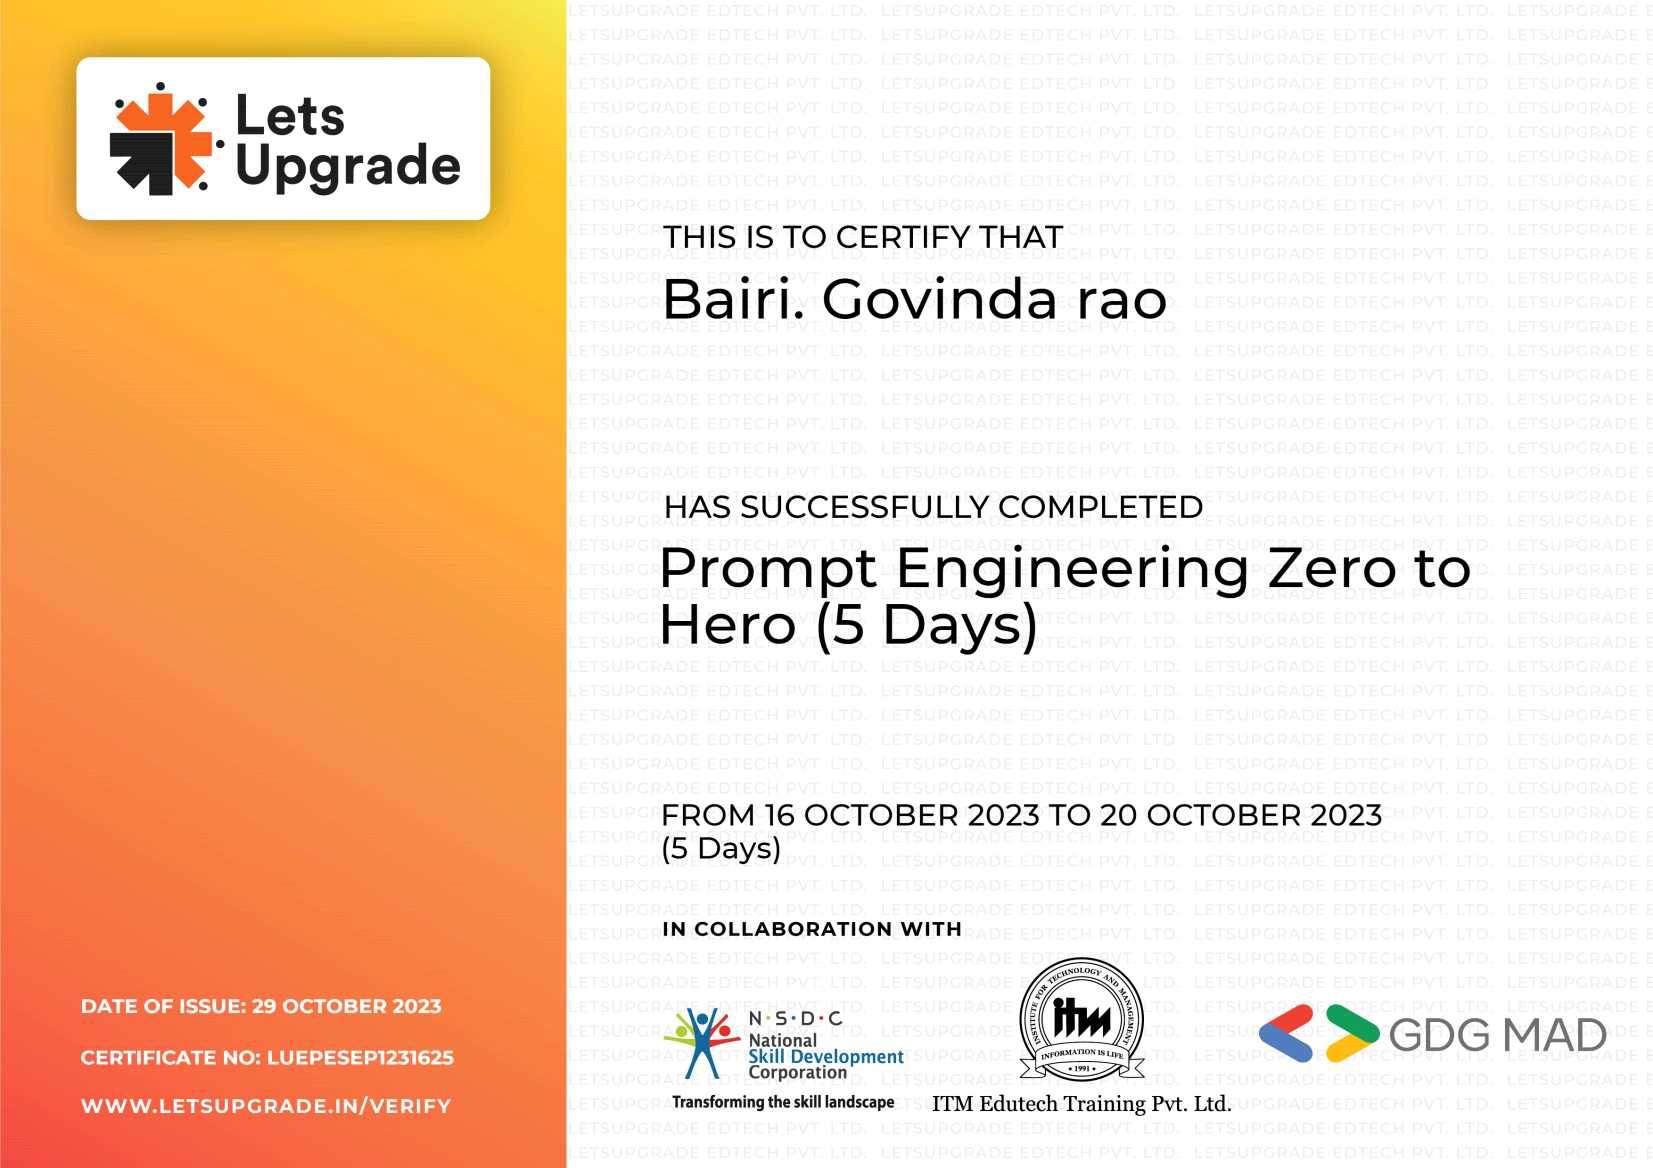 Lets
Upgrade
THIS IS TO CERTIFY THAT
Bairi. Govinda rao
HAS SUCCESSFULLY COMPLETED
Prompt Engineering Zero to
Hero (5 Days)
FROM 16 OCTOBER 2023 TO 20 OCTOBER 2023
(5 Days)
IN COLLABORATION WITH
N·S·D·C
National
Skill Development
Corporation
Transforming the skill landscape
INSTITUTE FOR TECHNOLOGY AND MANAGEMENT
itm
INFORMATION IS LIFE
• 1991 •
ITM Edutech Training Pvt. Ltd.
GDG MAD
DATE OF ISSUE: 29 OCTOBER 2023
CERTIFICATE NO: LUEPESEP1231625
WWW.LETSUPGRADE.IN/VERIFY
LETSUPGRADE EDTECH PVT. LTD.